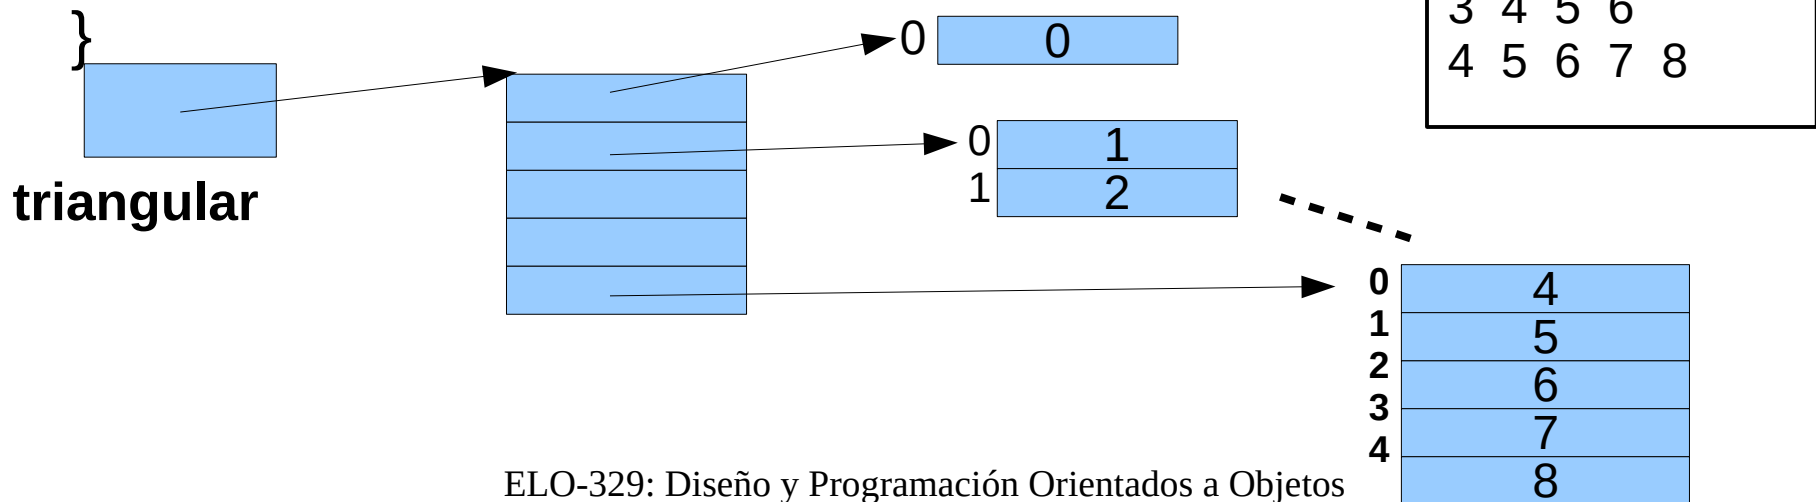 }
triangular
0 0
0 1
1 2
3 4 5 6
4 5 6 7 8
0 4
1 5
2 6
3 7
4 8
ELO-329: Diseño y Programación Orientados a Objetos